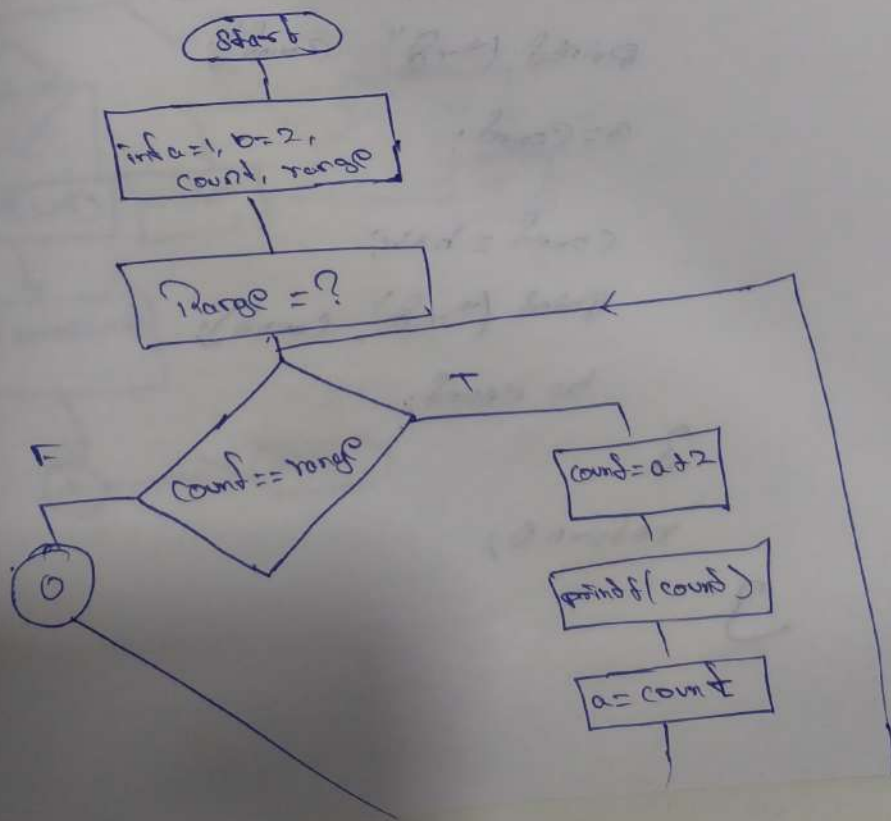 Start
int a=1, b=2,
count, range
Range = ?
T
F
count == range
count = a+2
printf(count)
a = count
0